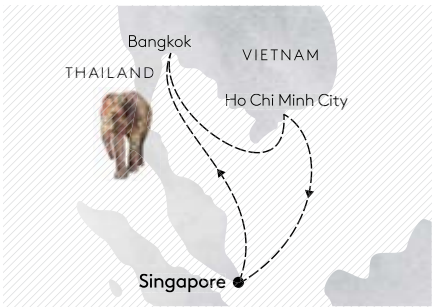 Bangkok
VIETNAM
THAILAND
Ho Chi Minh City
Singapore